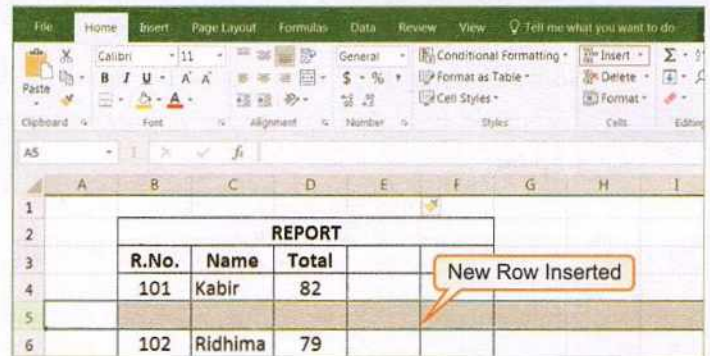 File Home Insert Page Layout Formulas Data Review View Tell me what you want to do
Calibri 11 General Conditional Formatting Insert
Paste B I U A A $ % Format as Table Delete
A Cell Styles Format
Clipboard Font Alignment Number Styles Cells Editing
A5 fx
A B C D E F G H I
1
2 REPORT
3 R.No. Name Total
New Row Inserted
4 101 Kabir 82
5
6 102 Ridhima 79